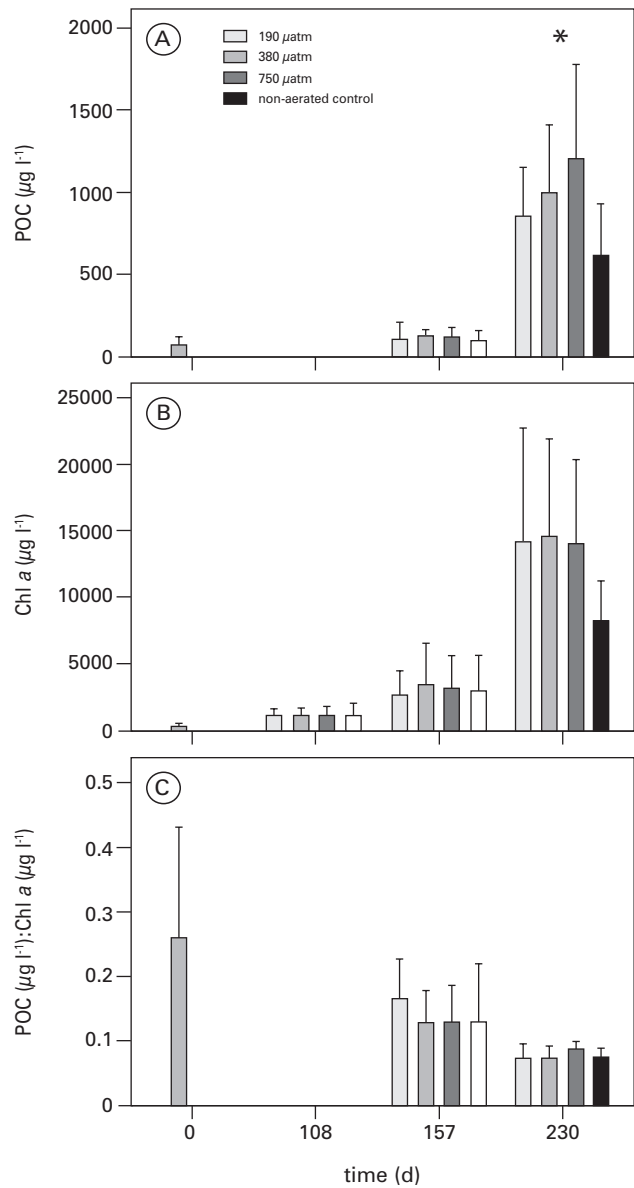 A
190 µatm
380 µatm
750 µatm
non-aerated control
*
POC (µg l⁻¹)
2000
1500
1000
500
0
B
Chl a (µg l⁻¹)
25000
20000
15000
10000
5000
0
C
POC (µg l⁻¹):Chl a (µg l⁻¹)
0.5
0.4
0.3
0.2
0.1
0
0 108 157 230
time (d)